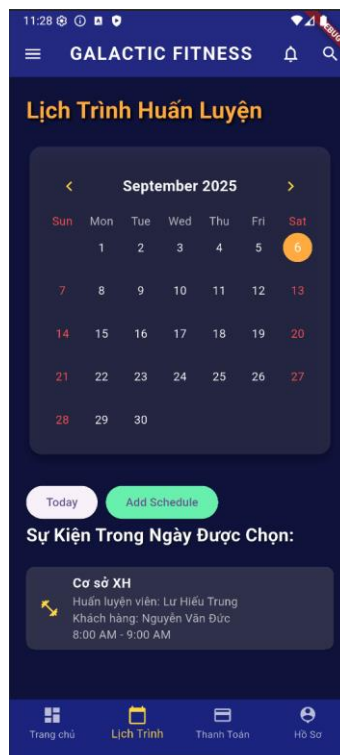 11:28
GALACTIC FITNESS
Lịch Trình Huấn Luyện
September 2025
Sun Mon Tue Wed Thu Fri Sat
1 2 3 4 5 6
7 8 9 10 11 12 13
14 15 16 17 18 19 20
21 22 23 24 25 26 27
28 29 30
Today Add Schedule
Sự Kiện Trong Ngày Được Chọn:
Cơ sở XH
Huấn luyện viên: Lư Hiếu Trung
Khách hàng: Nguyễn Văn Đức
8:00 AM - 9:00 AM
Trang chủ Lịch Trình Thanh Toán Hồ Sơ